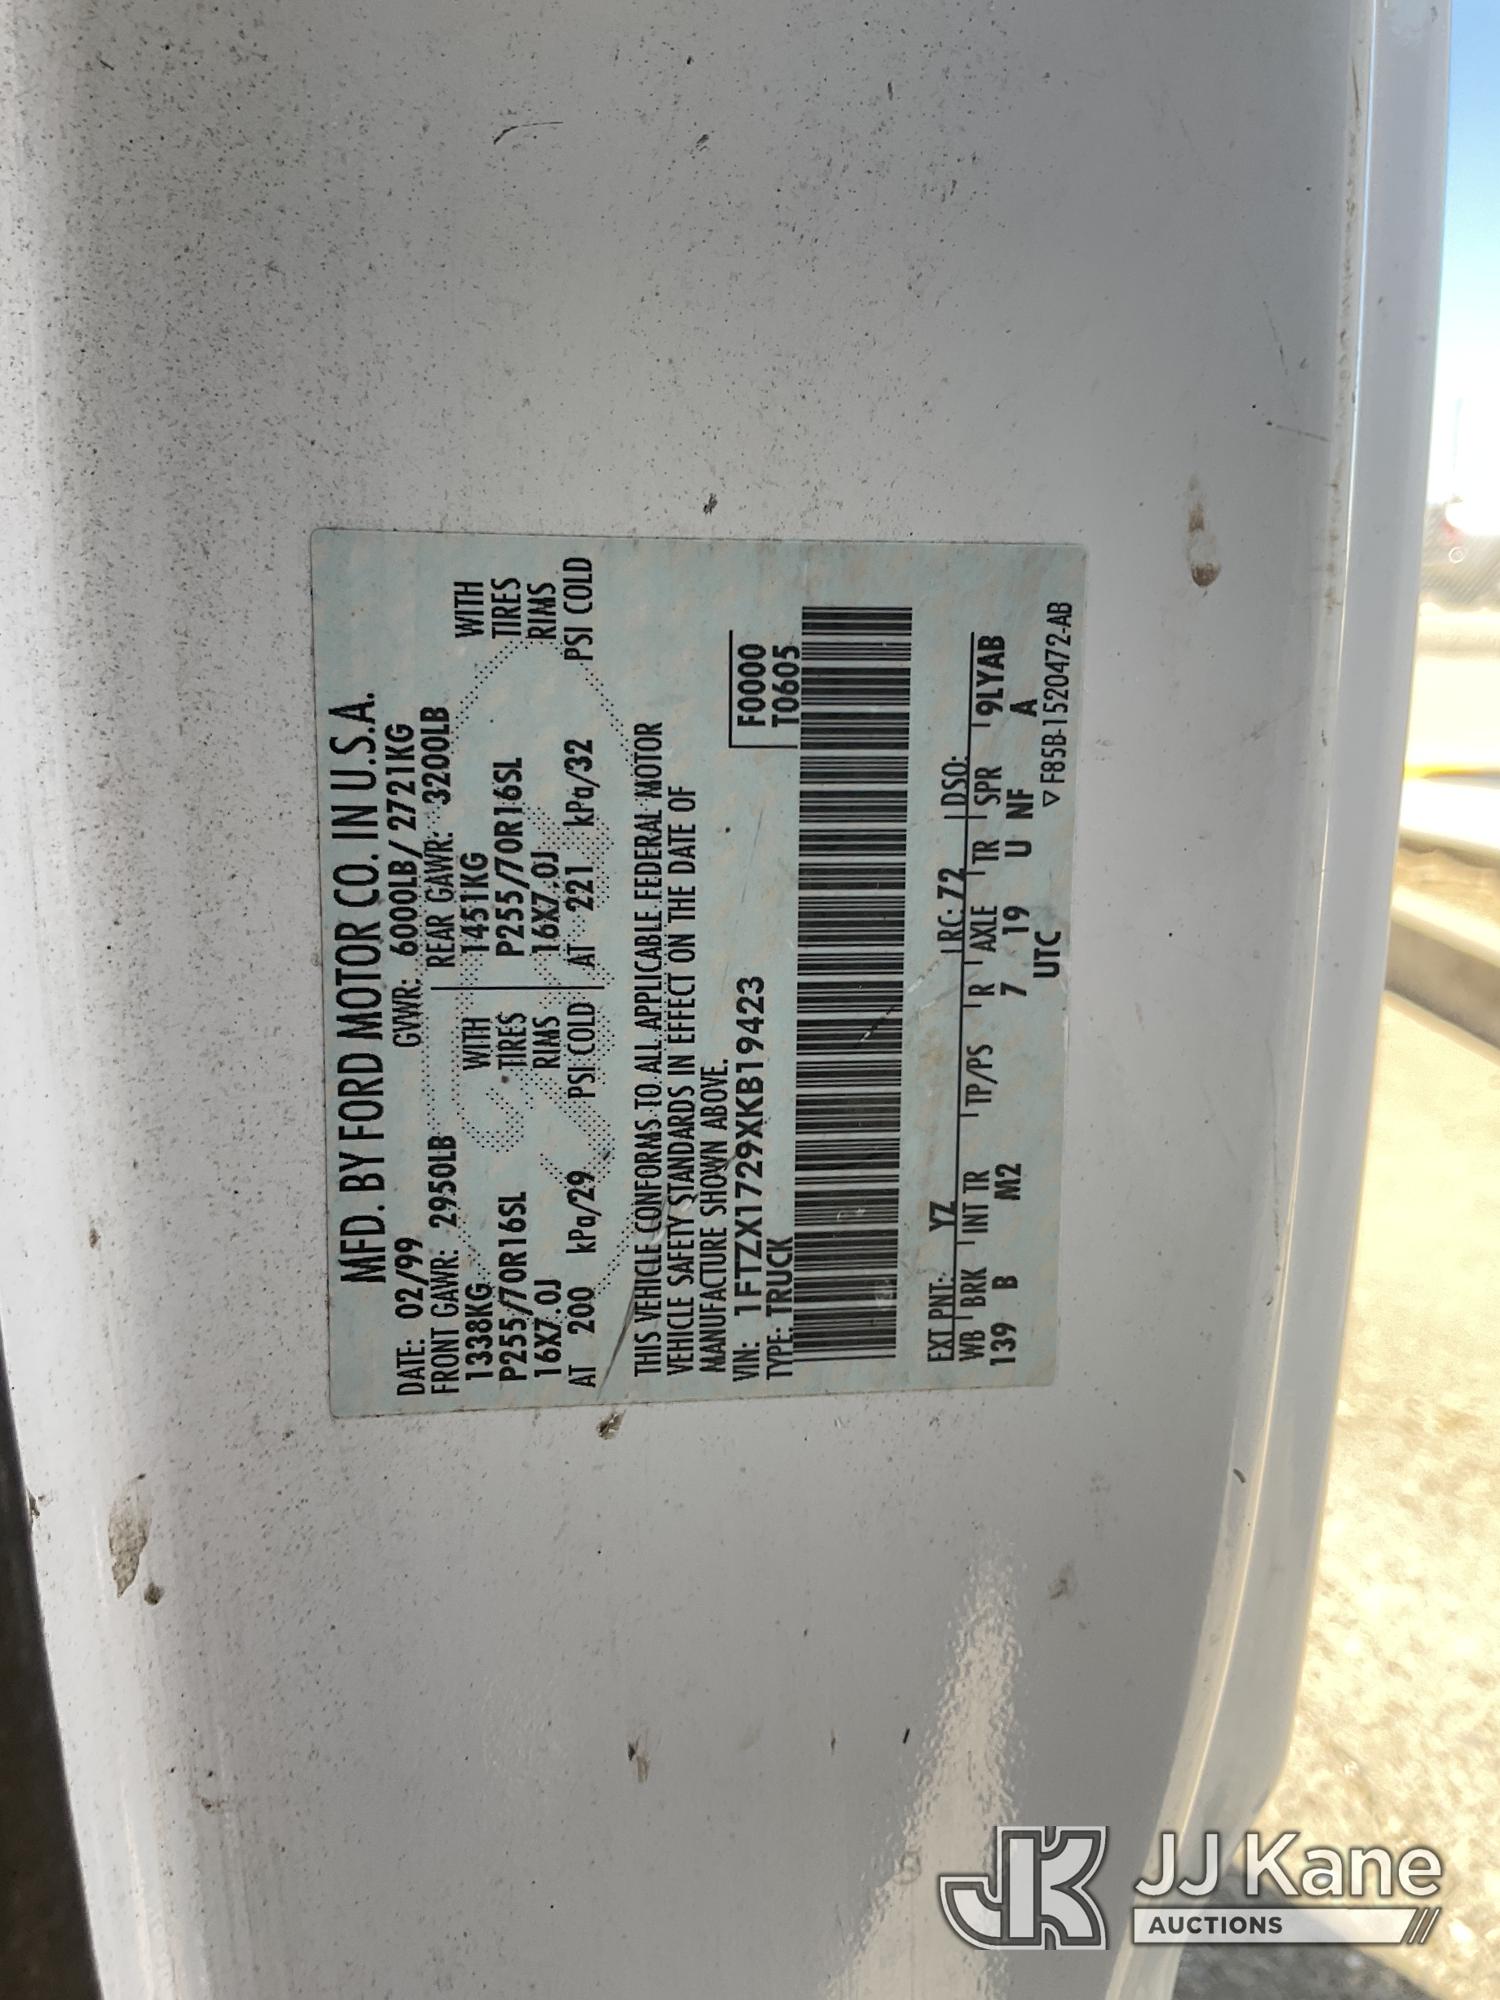 MFD. BY FORD MOTOR CO. IN U.S.A.
DATE: 02/99 GVWR: 6000LB/ 2721KG
FRONT GAWR: 2950LB REAR GAWR: 3200LB
1338KG WITH 1451KG WITH
P255/70R16SL TIRES P255/70R16SL TIRES
16X7.0J RIMS 16X7.0J RIMS
AT 200 kPa/29 PSI COLD AT 221 kPa/32 PSI COLD
THIS VEHICLE CONFORMS TO ALL APPLICABLE FEDERAL MOTOR
VEHICLE SAFETY STANDARDS IN EFFECT ON THE DATE OF
MANUFACTURE SHOWN ABOVE.
VIN: 1FTZX1729XKB19423 F0000
TYPE: TRUCK T0605
EXT PNT: YZ RC: 72 DSO:
WB BRK INT TR TP/PS R AXLE TR SPR 9LYAB
139 B M2 7 19 U NF A
UTC
▽ F85B-1520472-AB
JK JJ Kane
AUCTIONS